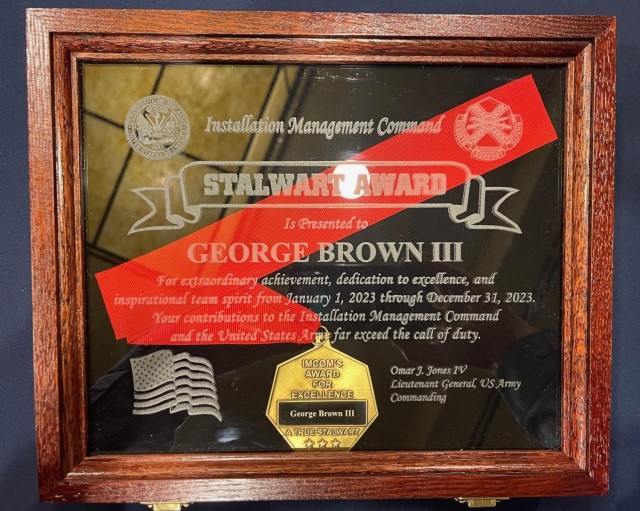 Installation Management Command
STALWART AWARD
Is Presented to
GEORGE BROWN III
For extraordinary achievement, dedication to excellence, and
inspirational team spirit from January 1, 2023 through December 31, 2023.
Your contributions to the Installation Management Command
and the United States Army far exceed the call of duty.
IMCOM'S
AWARD
FOR
EXCELLENCE
George Brown III
A TRUE STALWART
Omar J. Jones IV
Lieutenant General, US Army
Commanding